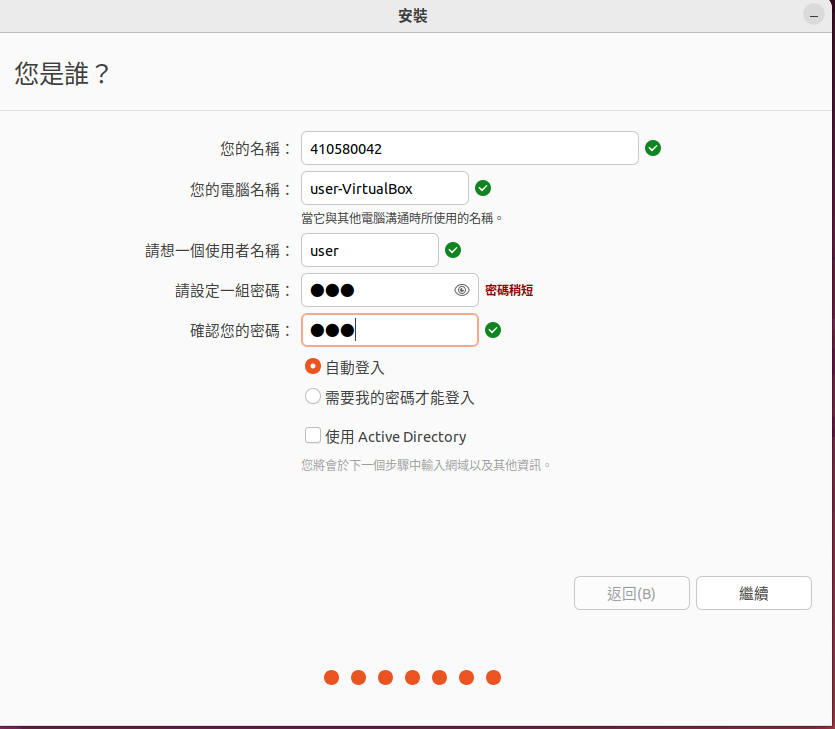 安裝
您是誰？
您的名稱： 410580042
您的電腦名稱： user-VirtualBox
當它與其他電腦溝通時所使用的名稱。
請想一個使用者名稱： user
請設定一組密碼： ●●● 密碼稍短
確認您的密碼： ●●●
自動登入
需要我的密碼才能登入
使用 Active Directory
您將會於下一個步驟中輸入網域以及其他資訊。
返回(B) 繼續